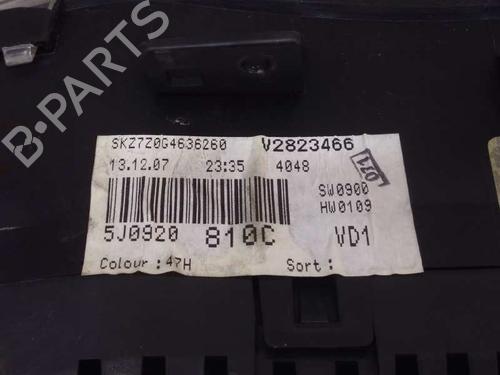 SKZ7Z0G4636260 V2823466
13.12.07 23:35 4048
SW0900
HW0109
5J0920 810C VD1
Colour : 47H Sort :
B-PARTS